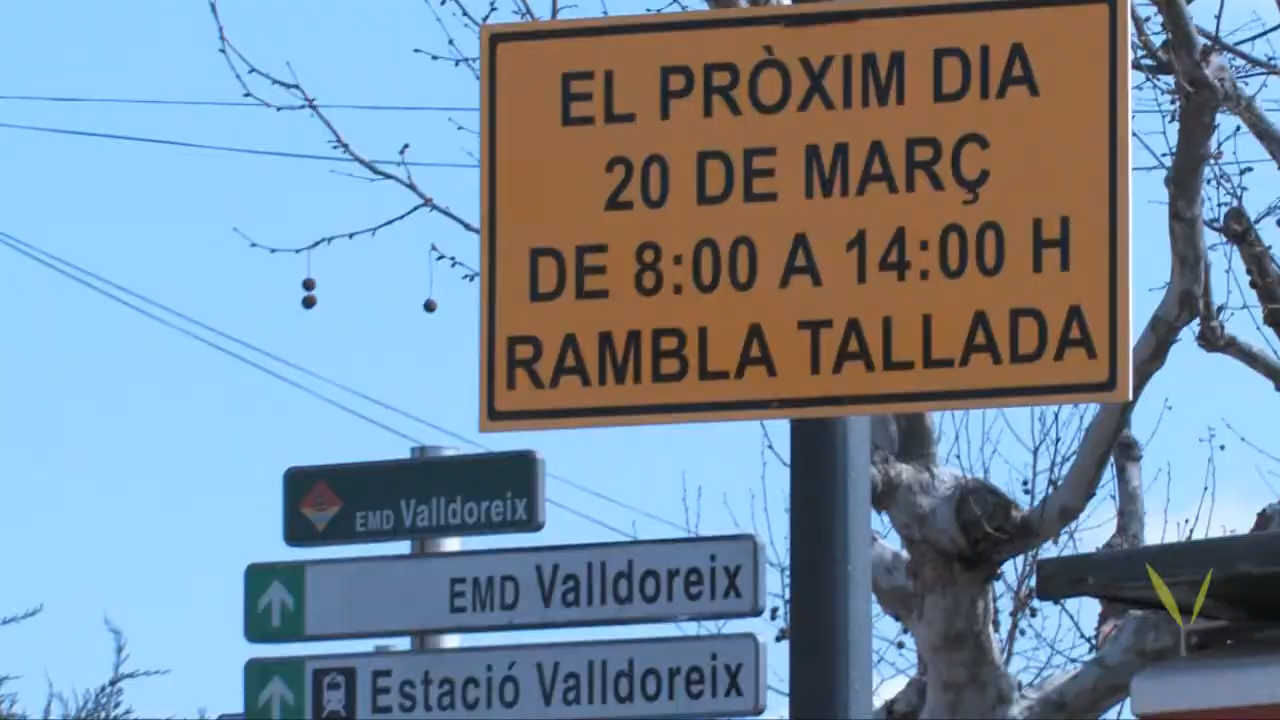 EL PRÒXIM DIA
20 DE MARÇ
DE 8:00 A 14:00 H
RAMBLA TALLADA
EMD Valldoreix
EMD Valldoreix
Estació Valldoreix